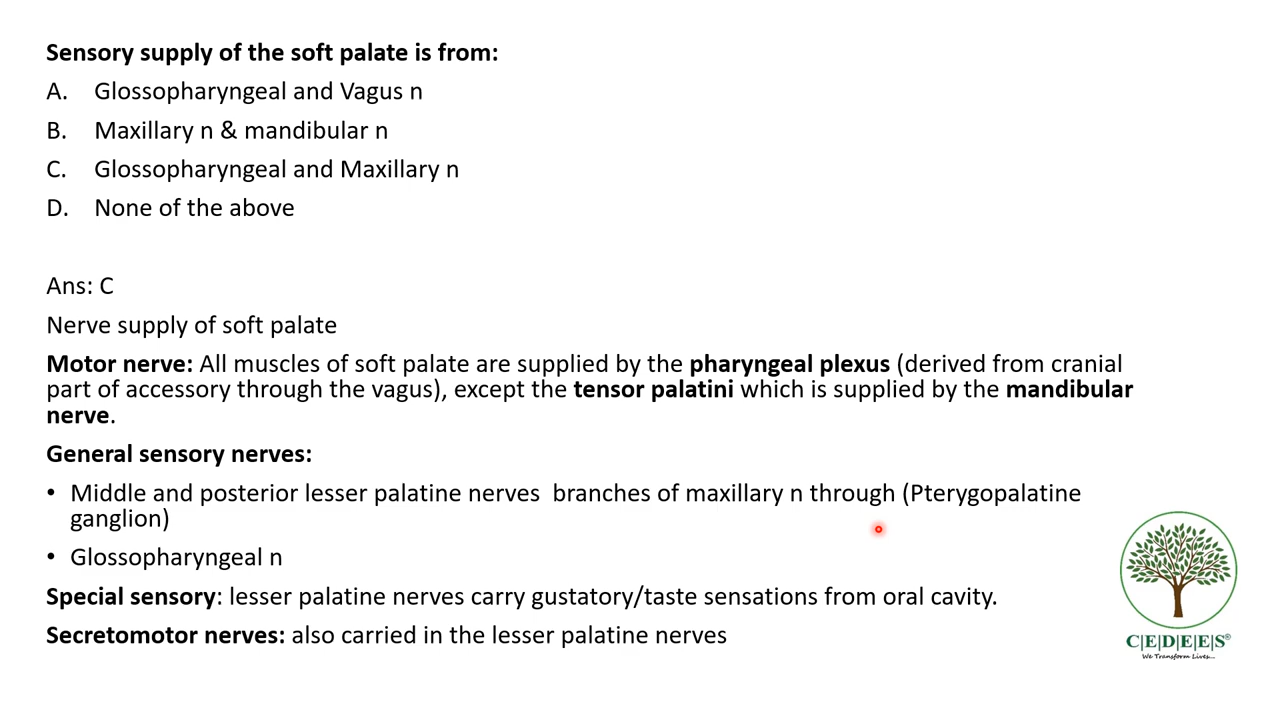 Sensory supply of the soft palate is from:
A. Glossopharyngeal and Vagus n
B. Maxillary n & mandibular n
C. Glossopharyngeal and Maxillary n
D. None of the above
Ans: C
Nerve supply of soft palate
Motor nerve: All muscles of soft palate are supplied by the pharyngeal plexus (derived from cranial
part of accessory through the vagus), except the tensor palatini which is supplied by the mandibular
nerve.
General sensory nerves:
• Middle and posterior lesser palatine nerves  branches of maxillary n through (Pterygopalatine
ganglion)
• Glossopharyngeal n
Special sensory: lesser palatine nerves carry gustatory/taste sensations from oral cavity.
Secretomotor nerves: also carried in the lesser palatine nerves
C|E|D|E|E|S®
We Transform Lives...